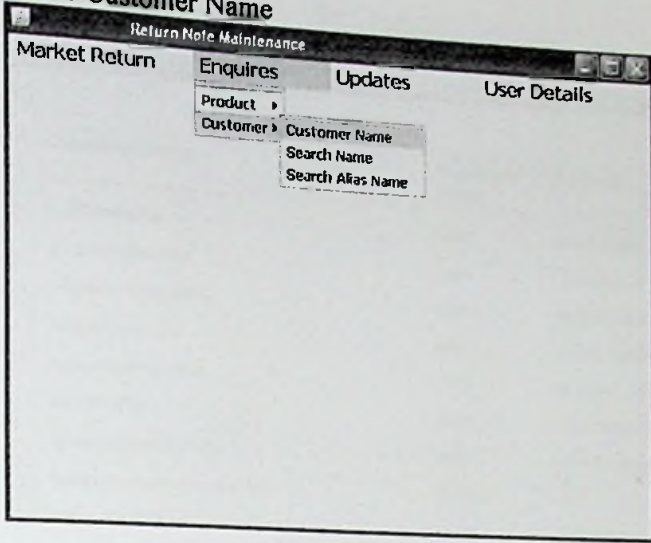 Customer Name
Return Note Maintenance
Market Return Enquires Updates User Details
Product
Customer Customer Name
Search Name
Search Alias Name